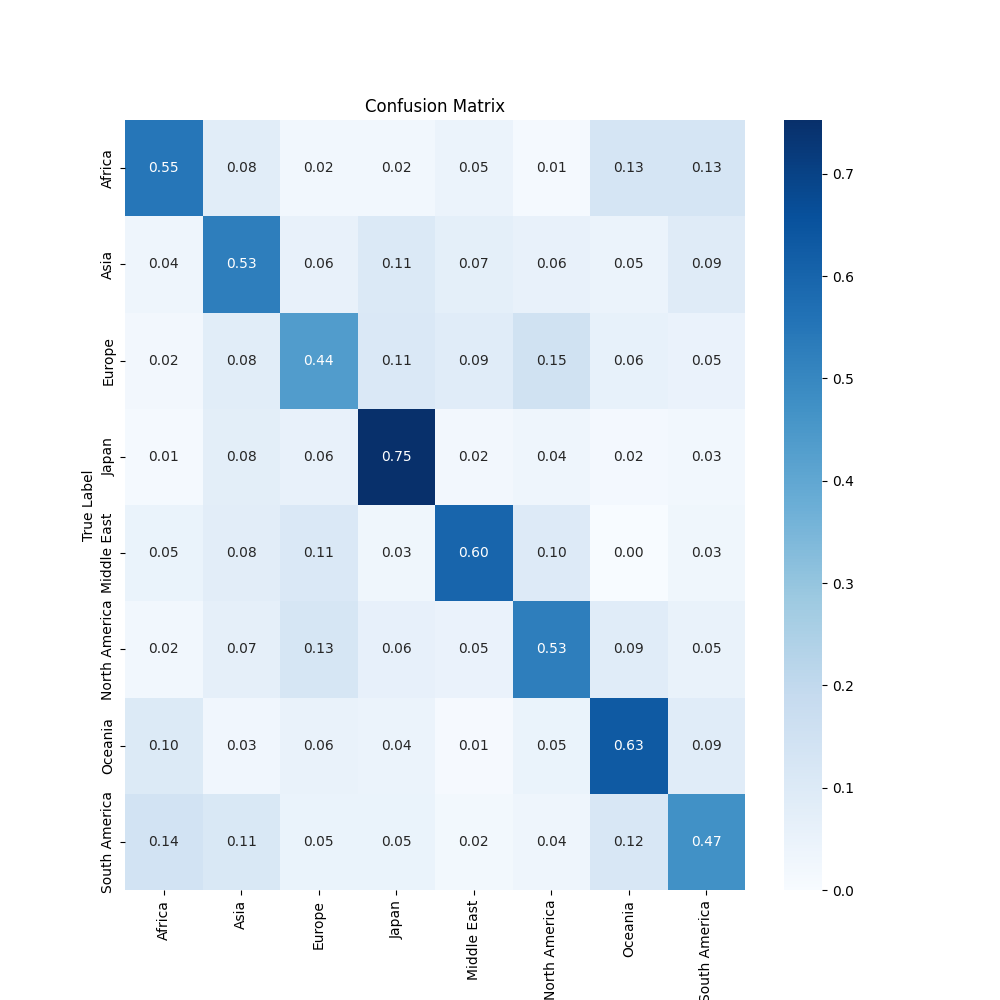 Confusion Matrix
True Label
Africa 0.55 0.08 0.02 0.02 0.05 0.01 0.13 0.13
Asia 0.04 0.53 0.06 0.11 0.07 0.06 0.05 0.09
Europe 0.02 0.08 0.44 0.11 0.09 0.15 0.06 0.05
Japan 0.01 0.08 0.06 0.75 0.02 0.04 0.02 0.03
Middle East 0.05 0.08 0.11 0.03 0.60 0.10 0.00 0.03
North America 0.02 0.07 0.13 0.06 0.05 0.53 0.09 0.05
Oceania 0.10 0.03 0.06 0.04 0.01 0.05 0.63 0.09
South America 0.14 0.11 0.05 0.05 0.02 0.04 0.12 0.47
Africa Asia Europe Japan Middle East North America Oceania South America
0.7
0.6
0.5
0.4
0.3
0.2
0.1
0.0